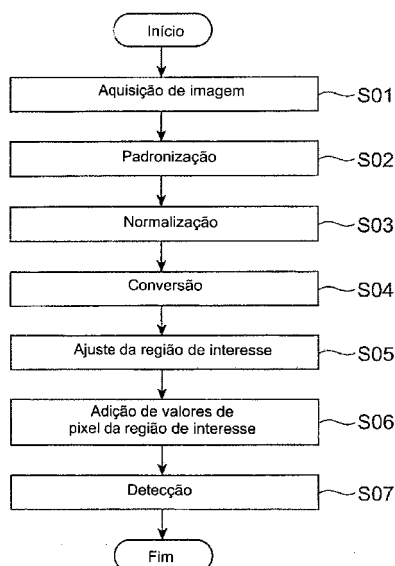 Início
Aquisição de imagem
S01
Padronização
S02
Normalização
S03
Conversão
S04
Ajuste da região de interesse
S05
Adição de valores de
pixel da região de interesse
S06
Detecção
S07
Fim